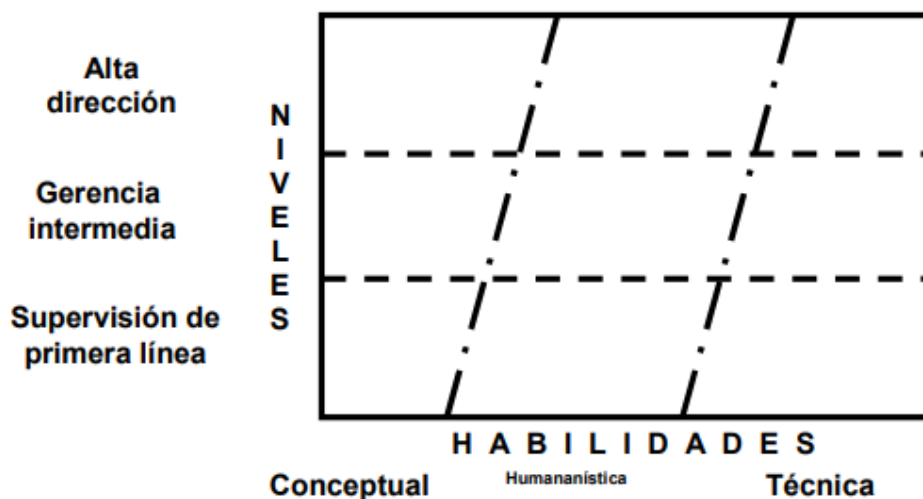 Alta
dirección
Gerencia
intermedia
Supervisión de
primera línea
N
I
V
E
L
E
S
H A B I L I D A D E S
Conceptual
Humananística
Técnica